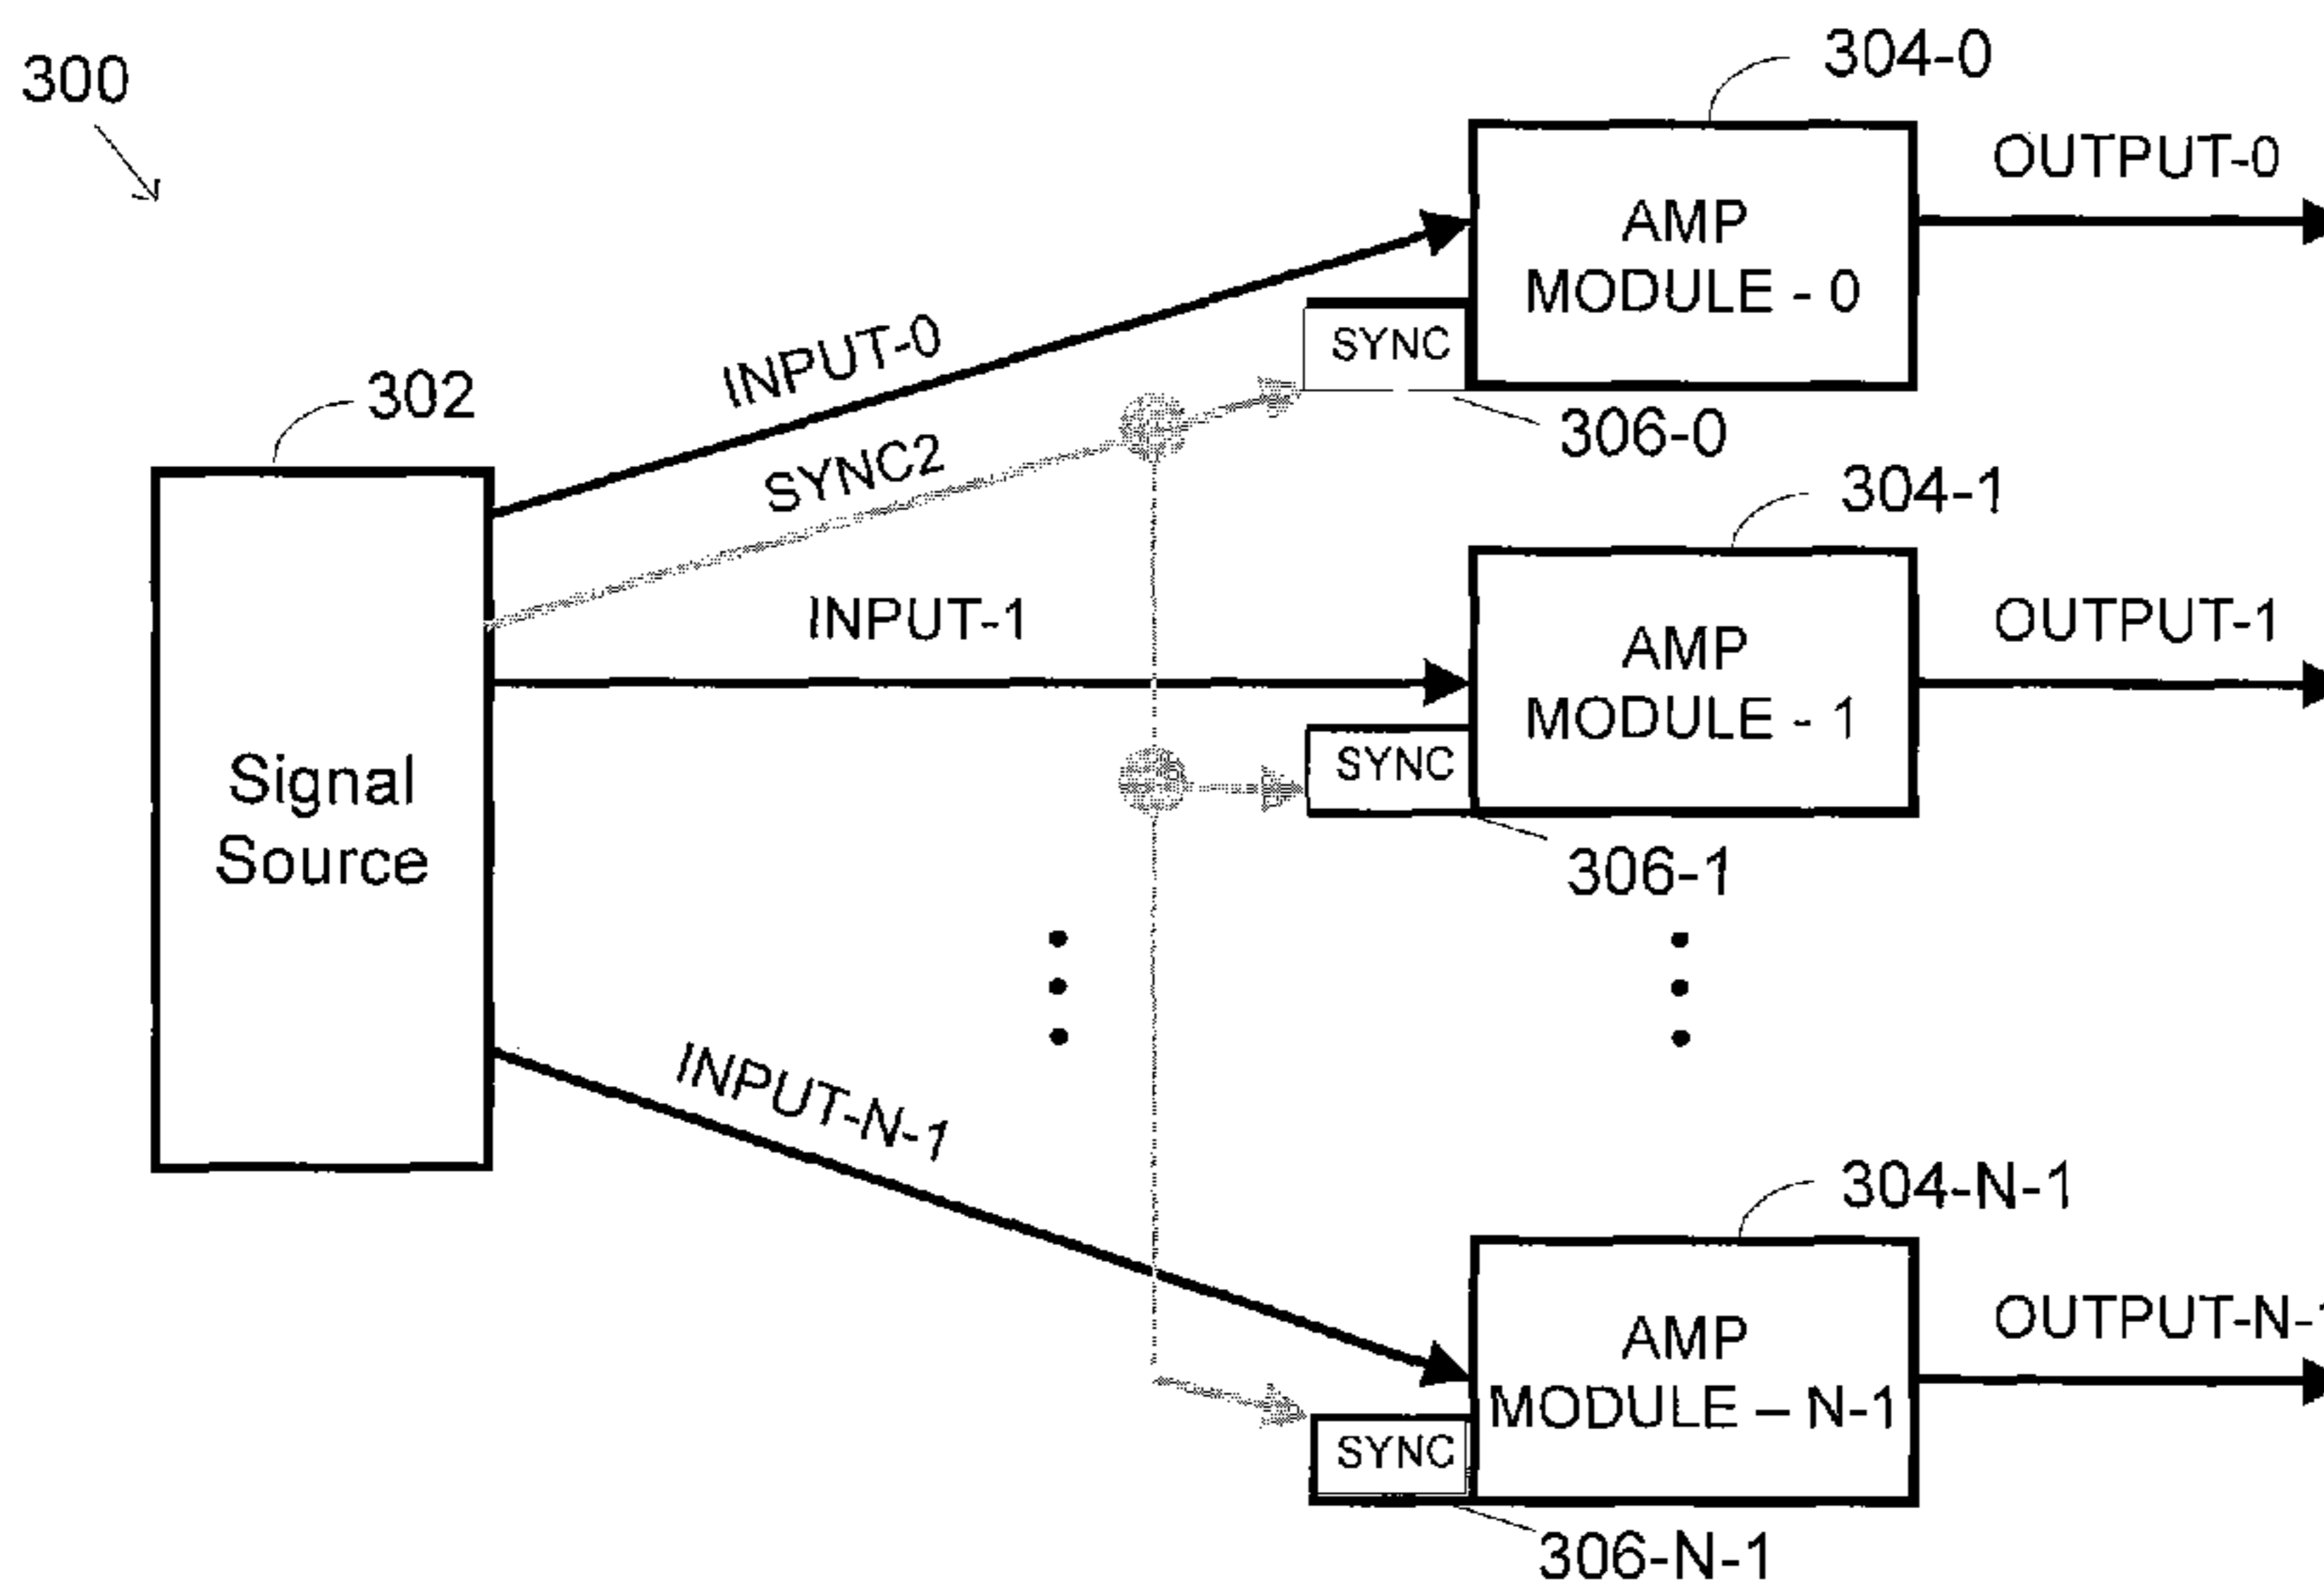 300
304-0
OUTPUT-0
AMP
MODULE - 0
INPUT-0
SYNC
306-0
302
SYNC2
304-1
OUTPUT-1
INPUT-1
AMP
MODULE - 1
SYNC
Signal
Source
306-1
INPUT-N-1
304-N-1
OUTPUT-N-1
AMP
MODULE – N-1
SYNC
306-N-1